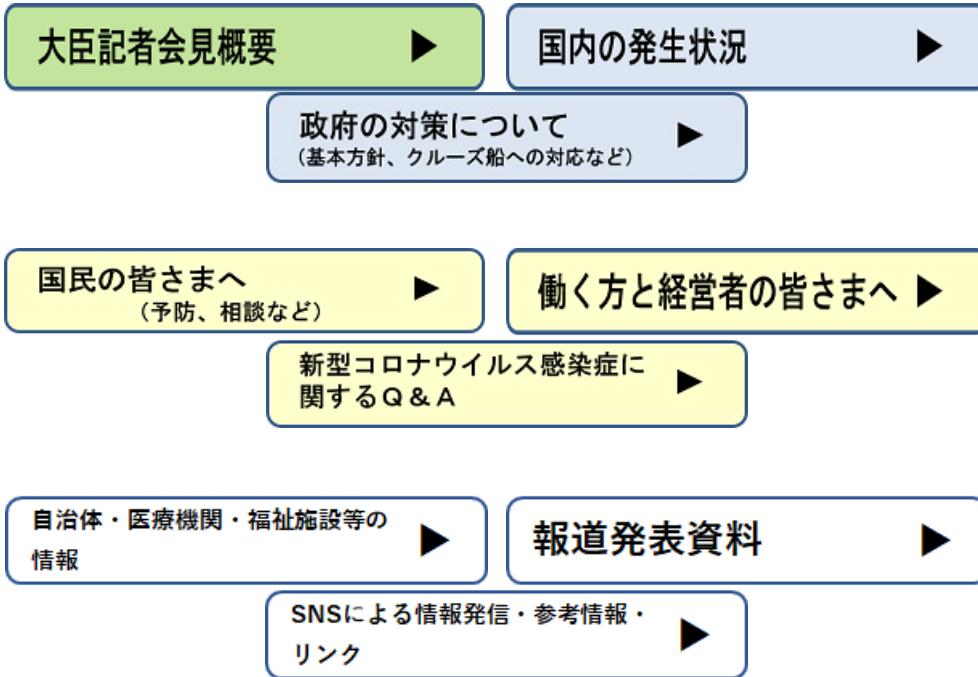 大臣記者会見概要 ▶
国内の発生状況 ▶
政府の対策について ▶
（基本方針、クルーズ船への対応など）
国民の皆さまへ ▶
（予防、相談など）
働く方と経営者の皆さまへ ▶
新型コロナウイルス感染症に ▶
関するＱ＆Ａ
自治体・医療機関・福祉施設等の ▶
情報
報道発表資料 ▶
SNSによる情報発信・参考情報・ ▶
リンク